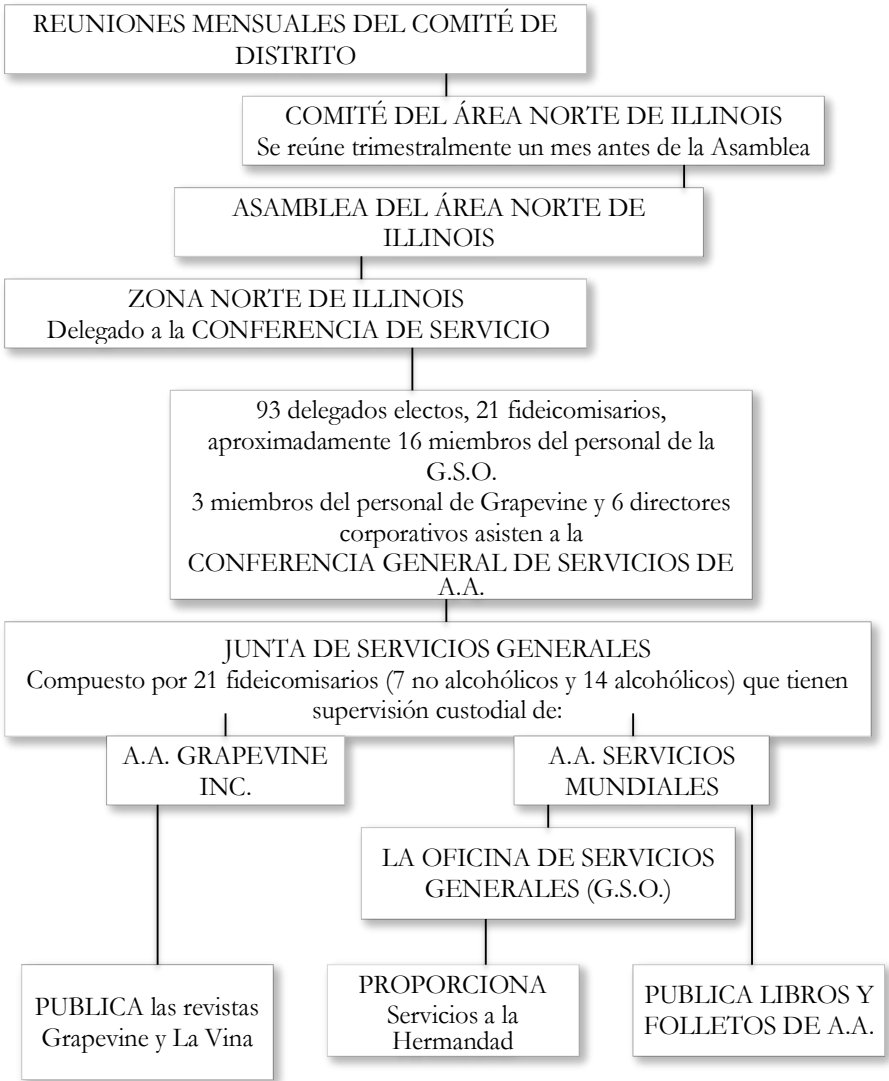 REUNIONES MENSUALES DEL COMITÉ DE
DISTRITO
COMITÉ DEL ÁREA NORTE DE ILLINOIS
Se reúne trimestralmente un mes antes de la Asamblea
ASAMBLEA DEL ÁREA NORTE DE
ILLINOIS
ZONA NORTE DE ILLINOIS
Delegado a la CONFERENCIA DE SERVICIO
93 delegados electos, 21 fideicomisarios,
aproximadamente 16 miembros del personal de la
G.S.O.
3 miembros del personal de Grapevine y 6 directores
corporativos asisten a la
CONFERENCIA GENERAL DE SERVICIOS DE
A.A.
JUNTA DE SERVICIOS GENERALES
Compuesto por 21 fideicomisarios (7 no alcohólicos y 14 alcohólicos) que tienen
supervisión custodial de:
A.A. GRAPEVINE
INC.
A.A. SERVICIOS
MUNDIALES
LA OFICINA DE SERVICIOS
GENERALES (G.S.O.)
PUBLICA las revistas
Grapevine y La Vina
PROPORCIONA
Servicios a la
Hermandad
PUBLICA LIBROS Y
FOLLETOS DE A.A.